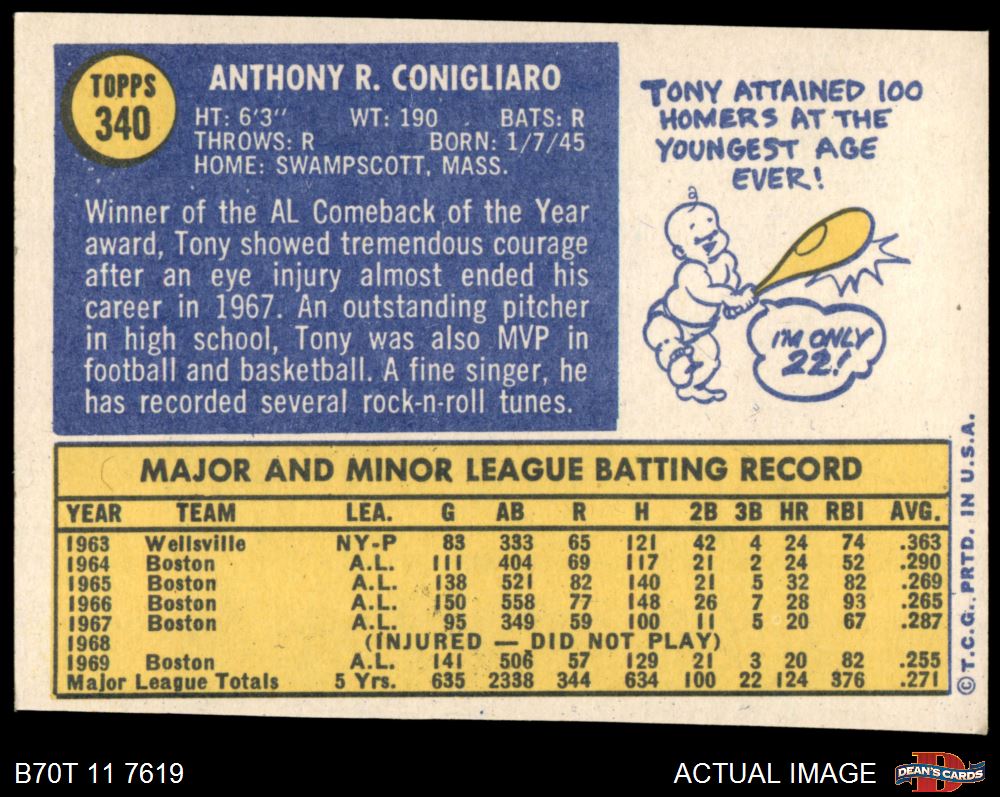 TOPPS
340
ANTHONY R. CONIGLIARO
HT: 6'3" WT: 190 BATS: R
THROWS: R BORN: 1/7/45
HOME: SWAMPSCOTT, MASS.
Winner of the AL Comeback of the Year
award, Tony showed tremendous courage
after an eye injury almost ended his
career in 1967. An outstanding pitcher
in high school, Tony was also MVP in
football and basketball. A fine singer, he
has recorded several rock-n-roll tunes.
TONY ATTAINED 100
HOMERS AT THE
YOUNGEST AGE
EVER!
I'M ONLY
22!
MAJOR AND MINOR LEAGUE BATTING RECORD
YEAR TEAM LEA. G AB R H 2B 3B HR RBI AVG.
1963 Wellsville NY-P 83 333 65 121 42 4 24 74 .363
1964 Boston A.L. 111 404 69 117 21 2 24 52 .290
1965 Boston A.L. 138 521 82 140 21 5 32 82 .269
1966 Boston A.L. 150 558 77 148 26 7 28 93 .265
1967 Boston A.L. 95 349 59 100 11 5 20 67 .287
1968 (INJURED — DID NOT PLAY)
1969 Boston A.L. 141 506 57 129 21 3 20 82 .255
Major League Totals 5 Yrs. 635 2338 344 634 100 22 124 376 .271
© T.C.G. PRTD. IN U.S.A.
B70T 11 7619
ACTUAL IMAGE
D
DEAN'S CARDS